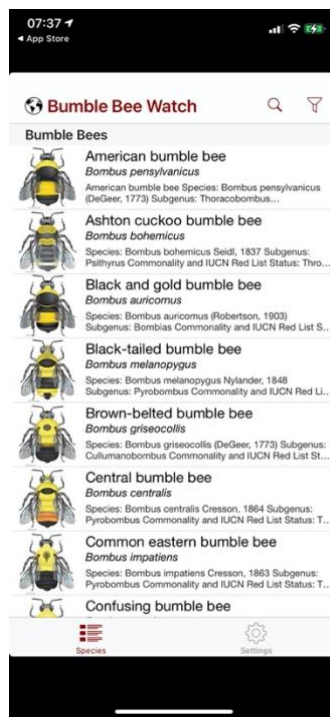 07:37
◀ App Store
Bumble Bee Watch
Bumble Bees
American bumble bee
Bombus pensylvanicus
American bumble bee Species: Bombus pensylvanicus
(DeGeer, 1773) Subgenus: Thoracobombus...
Ashton cuckoo bumble bee
Bombus bohemicus
Species: Bombus bohemicus Seidl, 1837 Subgenus:
Psithyrus Commonality and IUCN Red List Status: Thro...
Black and gold bumble bee
Bombus auricomus
Species: Bombus auricomus (Robertson, 1903)
Subgenus: Bombias Commonality and IUCN Red List S...
Black-tailed bumble bee
Bombus melanopygus
Species: Bombus melanopygus Nylander, 1848
Subgenus: Pyrobombus Commonality and IUCN Red Li...
Brown-belted bumble bee
Bombus griseocollis
Species: Bombus griseocollis (DeGeer, 1773) Subgenus:
Cullumanobombus Commonality and IUCN Red List St...
Central bumble bee
Bombus centralis
Species: Bombus centralis Cresson, 1864 Subgenus:
Pyrobombus Commonality and IUCN Red List Status: T...
Common eastern bumble bee
Bombus impatiens
Species: Bombus impatiens Cresson, 1863 Subgenus:
Pyrobombus Commonality and IUCN Red List Status: T...
Confusing bumble bee
Species
Settings